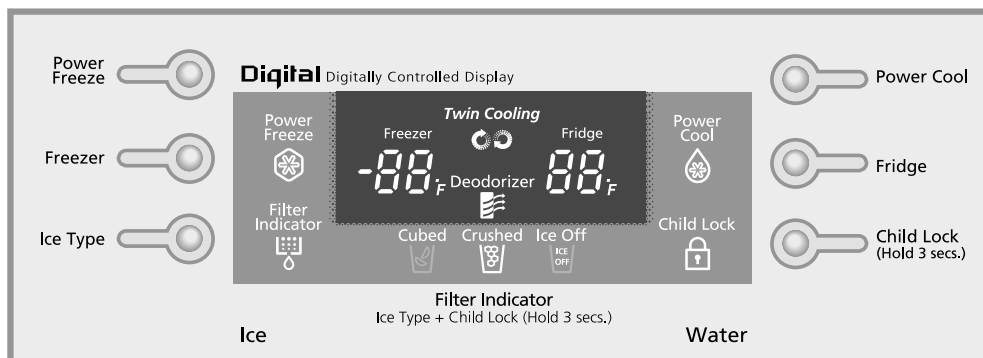 Power
Freeze
Freezer
Ice Type
Digital Digitally Controlled Display
Power
Freeze
Filter
Indicator
Twin Cooling
Freezer
Fridge
-88°F
88°F
Deodorizer
Cubed
Crushed
Ice Off
ICE
OFF
Power
Cool
Child Lock
Power Cool
Fridge
Child Lock
(Hold 3 secs.)
Filter Indicator
Ice Type + Child Lock (Hold 3 secs.)
Ice
Water